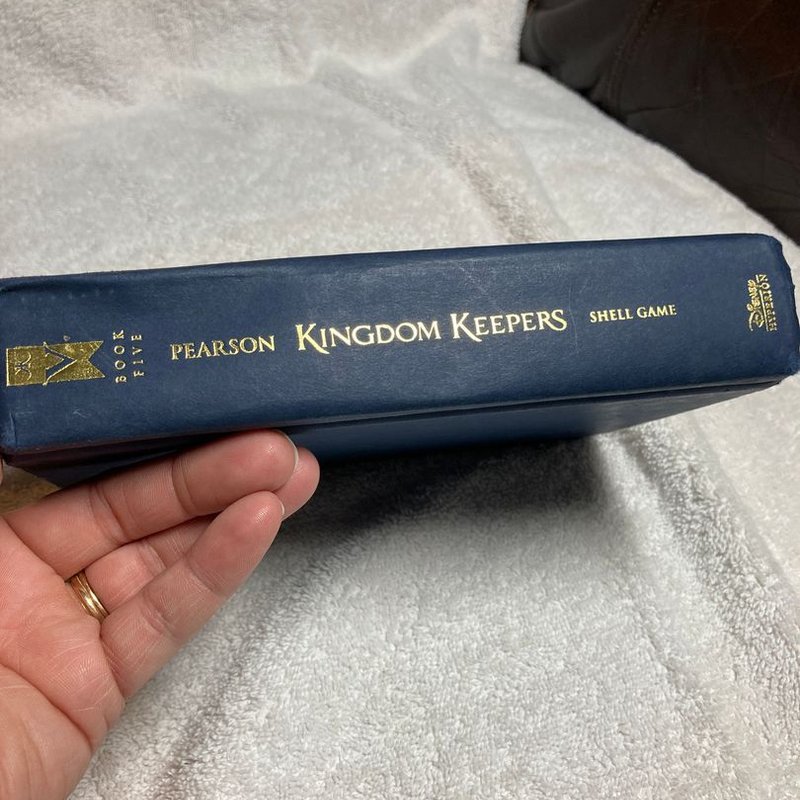 BOOK
FIVE
PEARSON
KINGDOM KEEPERS
SHELL GAME
DISNEY
HYPERION